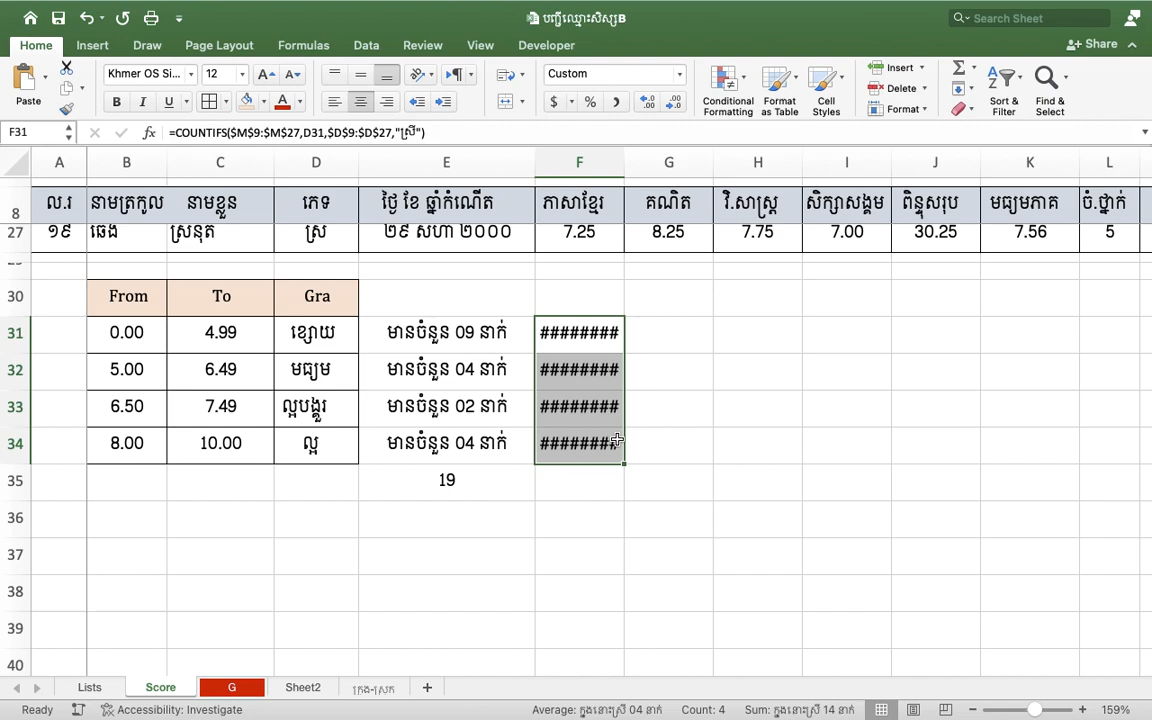 បញ្ជីឈ្មោះសិស្សB
Search Sheet
Home Insert Draw Page Layout Formulas Data Review View Developer
Share
Paste
Khmer OS Si... 12
A A
B I U A
$ % 
Custom
Conditional Formatting
Format as Table
Cell Styles
Insert
Delete
Format
Sort & Filter
Find & Select
F31 fx =COUNTIFS($M$9:$M$27,D31,$D$9:$D$27,"ស្រី")
A B C D E F G H I J K L
8 ល.រ នាមត្រកូល នាមខ្លួន ភេទ ថ្ងៃ ខែ ឆ្នាំកំណើត ភាសាខ្មែរ គណិត វិ.សាស្ត្រ សិក្សាសង្គម ពិន្ទុសរុប មធ្យមភាគ ចំ.ថ្នាក់
27 ១៩ ឆេង ស្រនុត ស្រ ២៩ សហា ២០០០ 7.25 8.25 7.75 7.00 30.25 7.56 5
30 From To Gra
31 0.00 4.99 ខ្សោយ មានចំនួន 09 នាក់ ########
32 5.00 6.49 មធ្យម មានចំនួន 04 នាក់ ########
33 6.50 7.49 ល្អបង្គួរ មានចំនួន 02 នាក់ ########
34 8.00 10.00 ល្អ មានចំនួន 04 នាក់ ########
35 19
36
37
38
39
40
Lists Score G Sheet2 ក្រេង-ស្រេក +
Ready Accessibility: Investigate Average: ក្នុងនោះស្រី 04 នាក់ Count: 4 Sum: ក្នុងនោះស្រី 14 នាក់ 159%